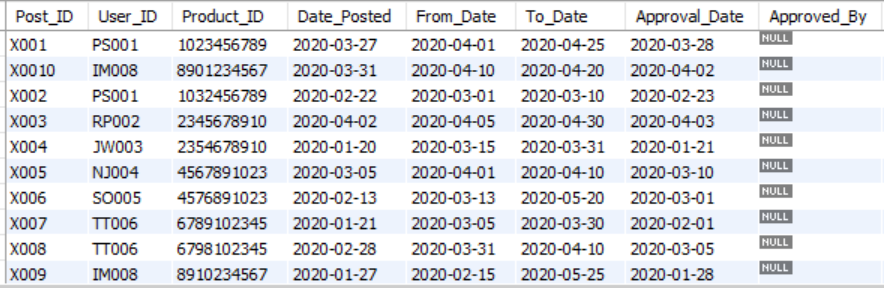 Post_ID User_ID Product_ID Date_Posted From_Date To_Date Approval_Date Approved_By
X001 PS001 1023456789 2020-03-27 2020-04-01 2020-04-25 2020-03-28 NULL
X0010 IM008 8901234567 2020-03-31 2020-04-10 2020-04-20 2020-04-02 NULL
X002 PS001 1032456789 2020-02-22 2020-03-01 2020-03-10 2020-02-23 NULL
X003 RP002 2345678910 2020-04-02 2020-04-05 2020-04-30 2020-04-03 NULL
X004 JW003 2354678910 2020-01-20 2020-03-15 2020-03-31 2020-01-21 NULL
X005 NJ004 4567891023 2020-03-05 2020-04-01 2020-04-10 2020-03-10 NULL
X006 SO005 4576891023 2020-02-13 2020-03-13 2020-05-20 2020-03-01 NULL
X007 TT006 6789102345 2020-01-21 2020-03-05 2020-03-30 2020-02-01 NULL
X008 TT006 6798102345 2020-02-28 2020-03-31 2020-04-10 2020-03-05 NULL
X009 IM008 8910234567 2020-01-27 2020-02-15 2020-05-25 2020-01-28 NULL